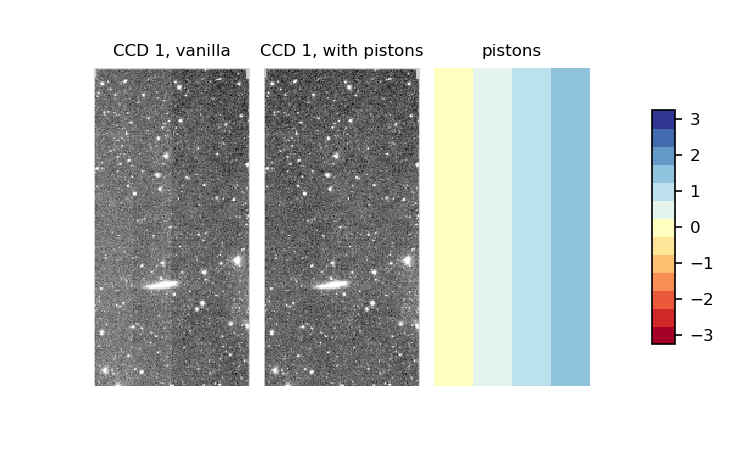 CCD 1, vanilla
CCD 1, with pistons
pistons
3
2
1
0
−1
−2
−3